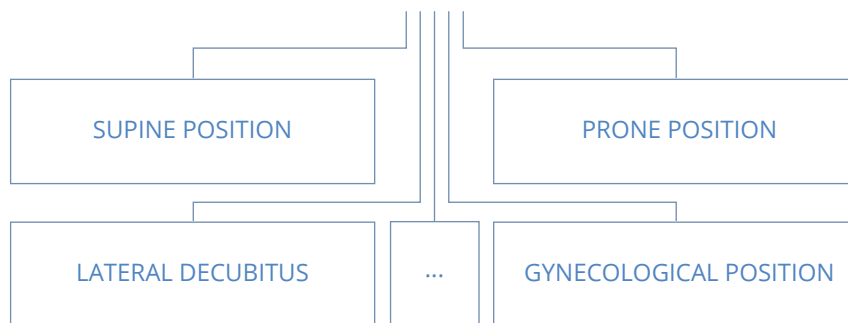 SUPINE POSITION
PRONE POSITION
LATERAL DECUBITUS
...
GYNECOLOGICAL POSITION